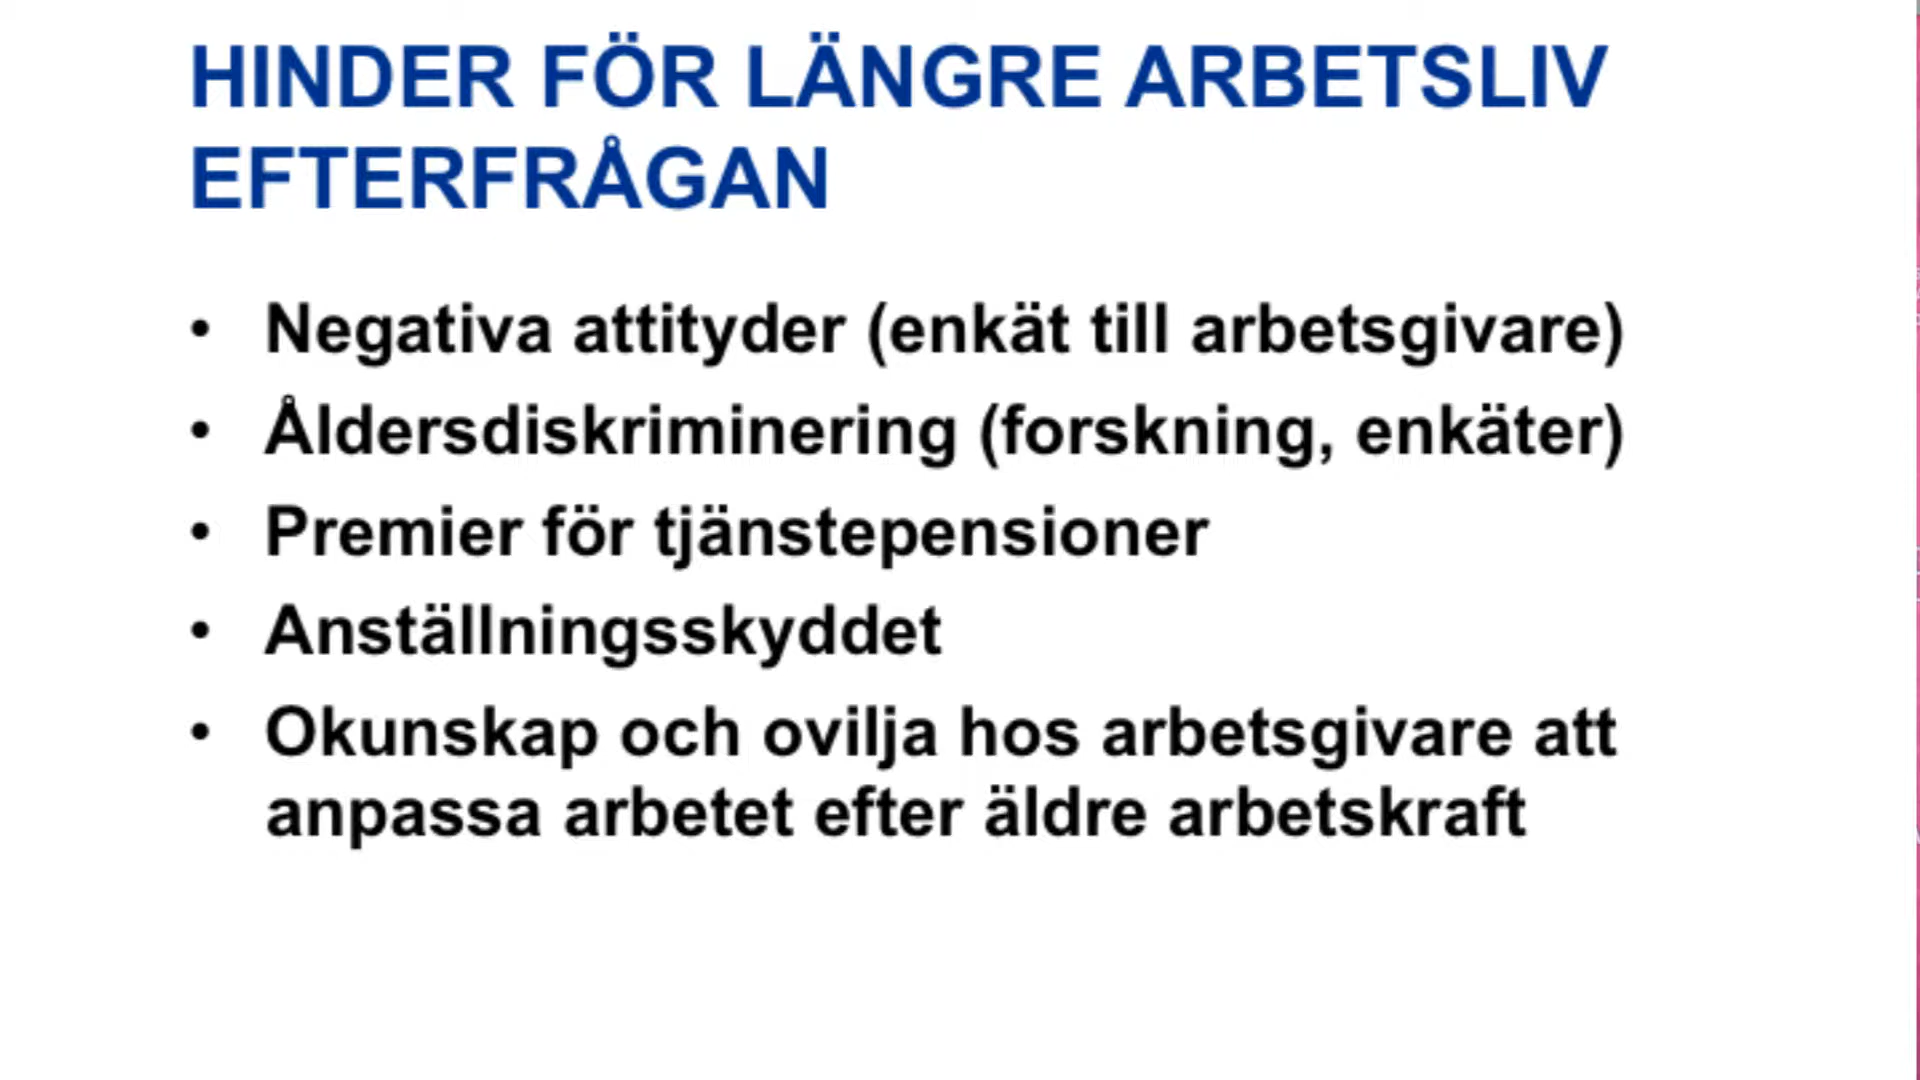 HINDER FÖR LÄNGRE ARBETSLIV
EFTERFRÅGAN
• Negativa attityder (enkät till arbetsgivare)
• Åldersdiskriminering (forskning, enkäter)
• Premier för tjänstepensioner
• Anställningsskyddet
• Okunskap och ovilja hos arbetsgivare att
anpassa arbetet efter äldre arbetskraft